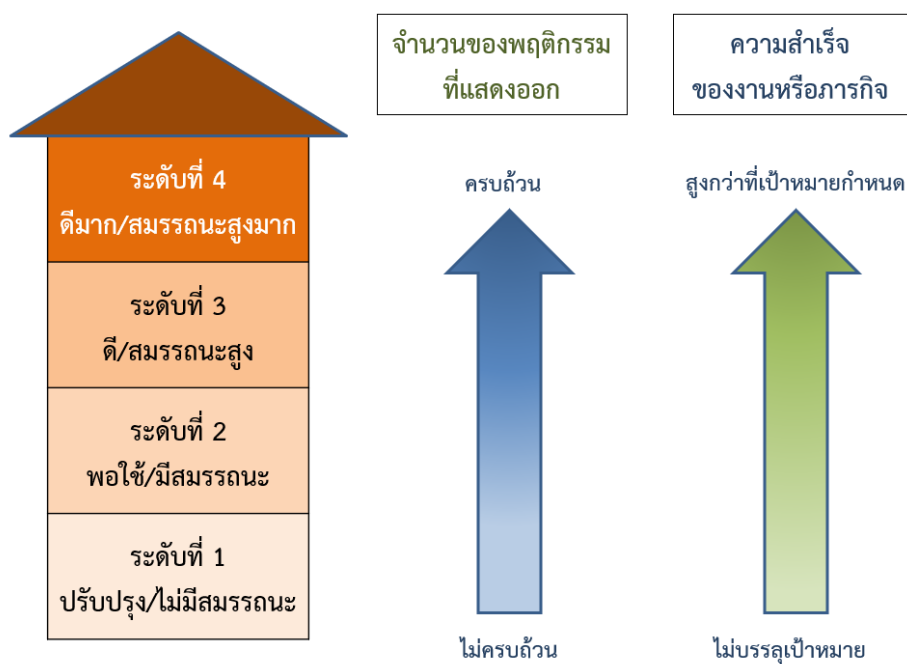 จำนวนของพฤติกรรม
ที่แสดงออก
ความสำเร็จ
ของงานหรือภารกิจ
ระดับที่ 4
ดีมาก/สมรรถนะสูงมาก
ระดับที่ 3
ดี/สมรรถนะสูง
ระดับที่ 2
พอใช้/มีสมรรถนะ
ระดับที่ 1
ปรับปรุง/ไม่มีสมรรถนะ
ครบถ้วน
ไม่ครบถ้วน
สูงกว่าที่เป้าหมายกำหนด
ไม่บรรลุเป้าหมาย